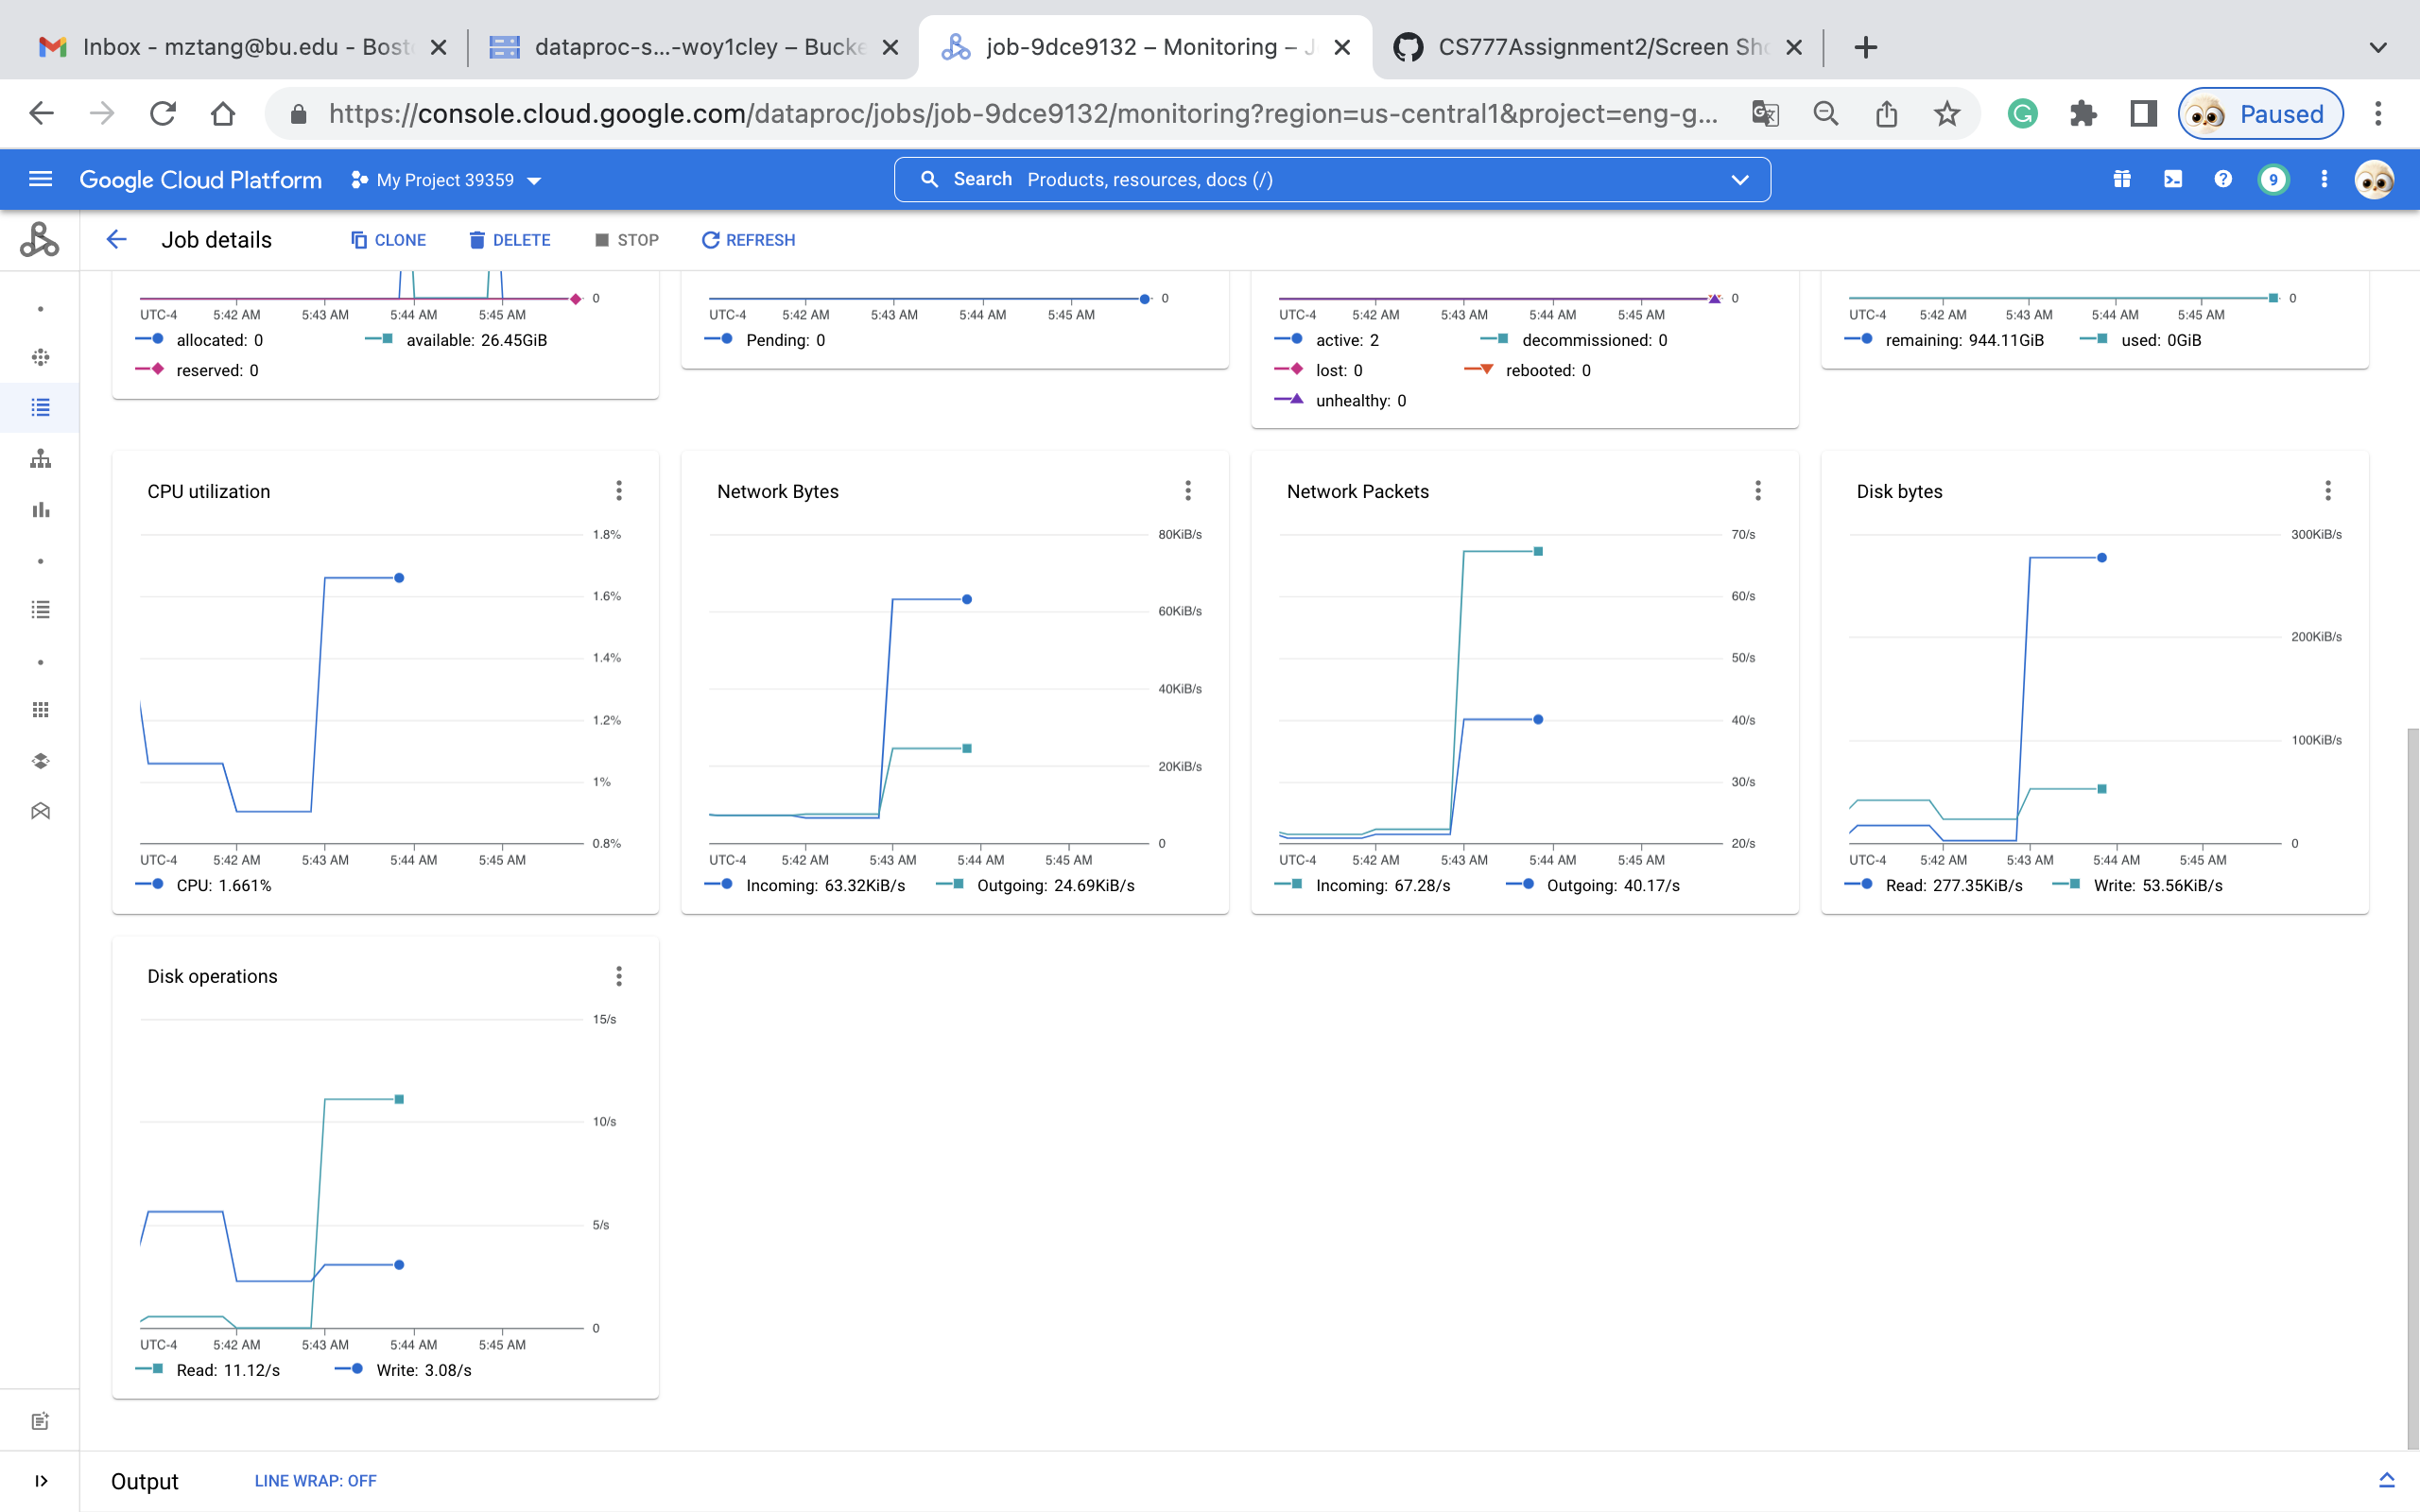 Inbox - mztang@bu.edu - Bost
dataproc-s...-woy1cley – Bucke
job-9dce9132 – Monitoring – J
CS777Assignment2/Screen Sho
https://console.cloud.google.com/dataproc/jobs/job-9dce9132/monitoring?region=us-central1&project=eng-g...
Paused
Google Cloud Platform
My Project 39359
Search Products, resources, docs (/)
9
Job details
CLONE
DELETE
STOP
REFRESH
0
UTC-4 5:42 AM 5:43 AM 5:44 AM 5:45 AM
allocated: 0 available: 26.45GiB
reserved: 0
0
UTC-4 5:42 AM 5:43 AM 5:44 AM 5:45 AM
Pending: 0
0
UTC-4 5:42 AM 5:43 AM 5:44 AM 5:45 AM
active: 2 decommissioned: 0
lost: 0 rebooted: 0
unhealthy: 0
0
UTC-4 5:42 AM 5:43 AM 5:44 AM 5:45 AM
remaining: 944.11GiB used: 0GiB
CPU utilization
1.8%
1.6%
1.4%
1.2%
1%
0.8%
UTC-4 5:42 AM 5:43 AM 5:44 AM 5:45 AM
CPU: 1.661%
Network Bytes
80KiB/s
60KiB/s
40KiB/s
20KiB/s
0
UTC-4 5:42 AM 5:43 AM 5:44 AM 5:45 AM
Incoming: 63.32KiB/s Outgoing: 24.69KiB/s
Network Packets
70/s
60/s
50/s
40/s
30/s
20/s
UTC-4 5:42 AM 5:43 AM 5:44 AM 5:45 AM
Incoming: 67.28/s Outgoing: 40.17/s
Disk bytes
300KiB/s
200KiB/s
100KiB/s
0
UTC-4 5:42 AM 5:43 AM 5:44 AM 5:45 AM
Read: 277.35KiB/s Write: 53.56KiB/s
Disk operations
15/s
10/s
5/s
0
UTC-4 5:42 AM 5:43 AM 5:44 AM 5:45 AM
Read: 11.12/s Write: 3.08/s
Output
LINE WRAP: OFF